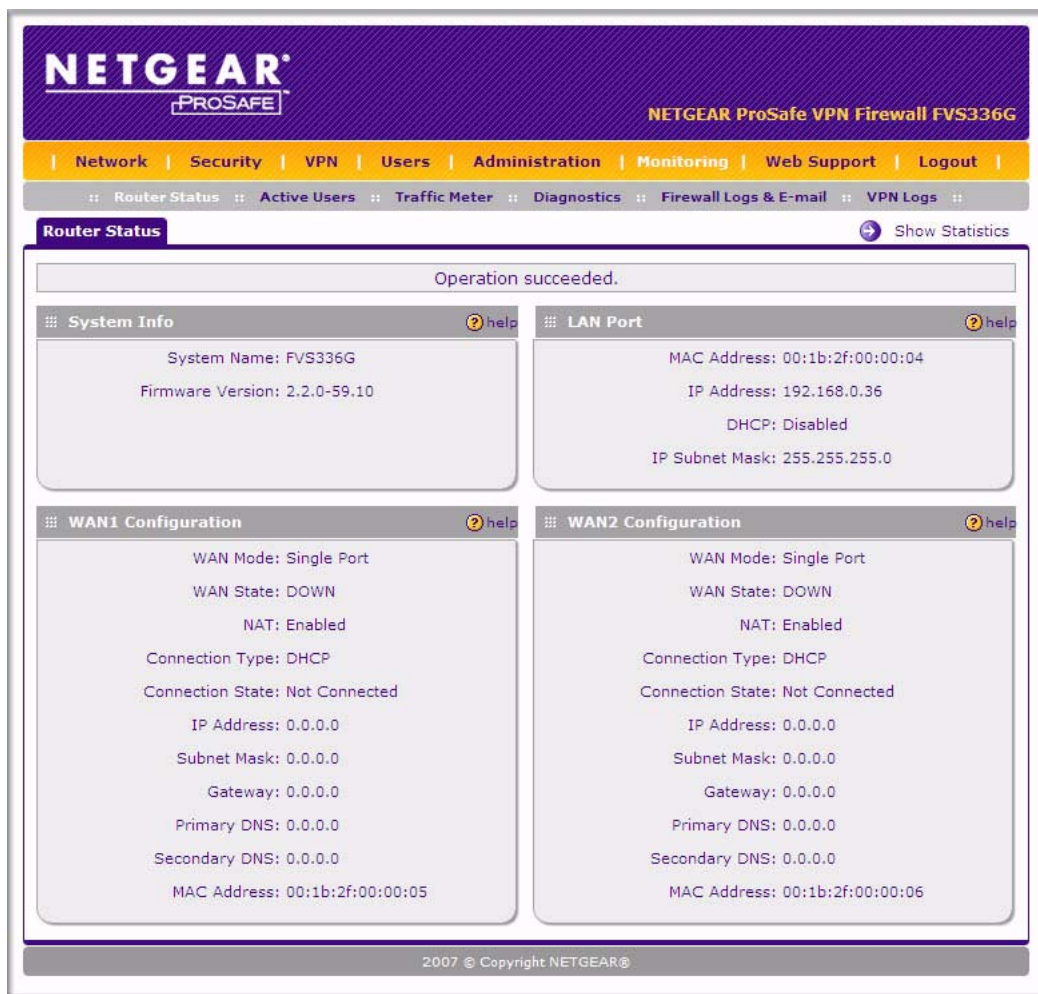 NETGEAR®
PROSAFE™
NETGEAR ProSafe VPN Firewall FVS336G
| Network | Security | VPN | Users | Administration | Monitoring | Web Support | Logout |
:: Router Status :: Active Users :: Traffic Meter :: Diagnostics :: Firewall Logs & E-mail :: VPN Logs ::
Router Status
Show Statistics
Operation succeeded.
System Info
? help
System Name: FVS336G
Firmware Version: 2.2.0-59.10
LAN Port
? help
MAC Address: 00:1b:2f:00:00:04
IP Address: 192.168.0.36
DHCP: Disabled
IP Subnet Mask: 255.255.255.0
WAN1 Configuration
? help
WAN Mode: Single Port
WAN State: DOWN
NAT: Enabled
Connection Type: DHCP
Connection State: Not Connected
IP Address: 0.0.0.0
Subnet Mask: 0.0.0.0
Gateway: 0.0.0.0
Primary DNS: 0.0.0.0
Secondary DNS: 0.0.0.0
MAC Address: 00:1b:2f:00:00:05
WAN2 Configuration
? help
WAN Mode: Single Port
WAN State: DOWN
NAT: Enabled
Connection Type: DHCP
Connection State: Not Connected
IP Address: 0.0.0.0
Subnet Mask: 0.0.0.0
Gateway: 0.0.0.0
Primary DNS: 0.0.0.0
Secondary DNS: 0.0.0.0
MAC Address: 00:1b:2f:00:00:06
2007 © Copyright NETGEAR®